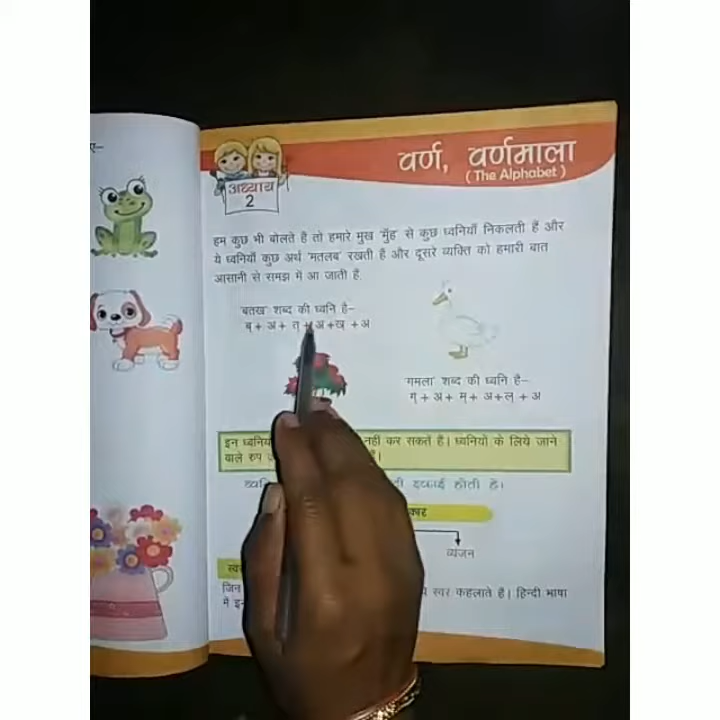 वर्ण, वर्णमाला
( The Alphabet )
अध्याय
2
हम कुछ भी बोलते हैं तो हमारे मुख 'मुँह' से कुछ ध्वनियाँ निकलती हैं और
ये ध्वनियाँ कुछ अर्थ 'मतलब' रखती हैं और दूसरे व्यक्ति को हमारी बात
आसानी से समझ में आ जाती हैं.
'बतख' शब्द की ध्वनि है–
ब् + अ + त् + अ + ख् + अ
'गमला' शब्द की ध्वनि है–
ग् + अ + म् + अ + ल् + अ
इन नहीं कर सकते हैं। ध्वनियों के लिये जाने
वाले रुप हैं।
इकाई होती है।
व्यंजन
जिन स्वर कहलाते हैं। हिन्दी भाषा
में